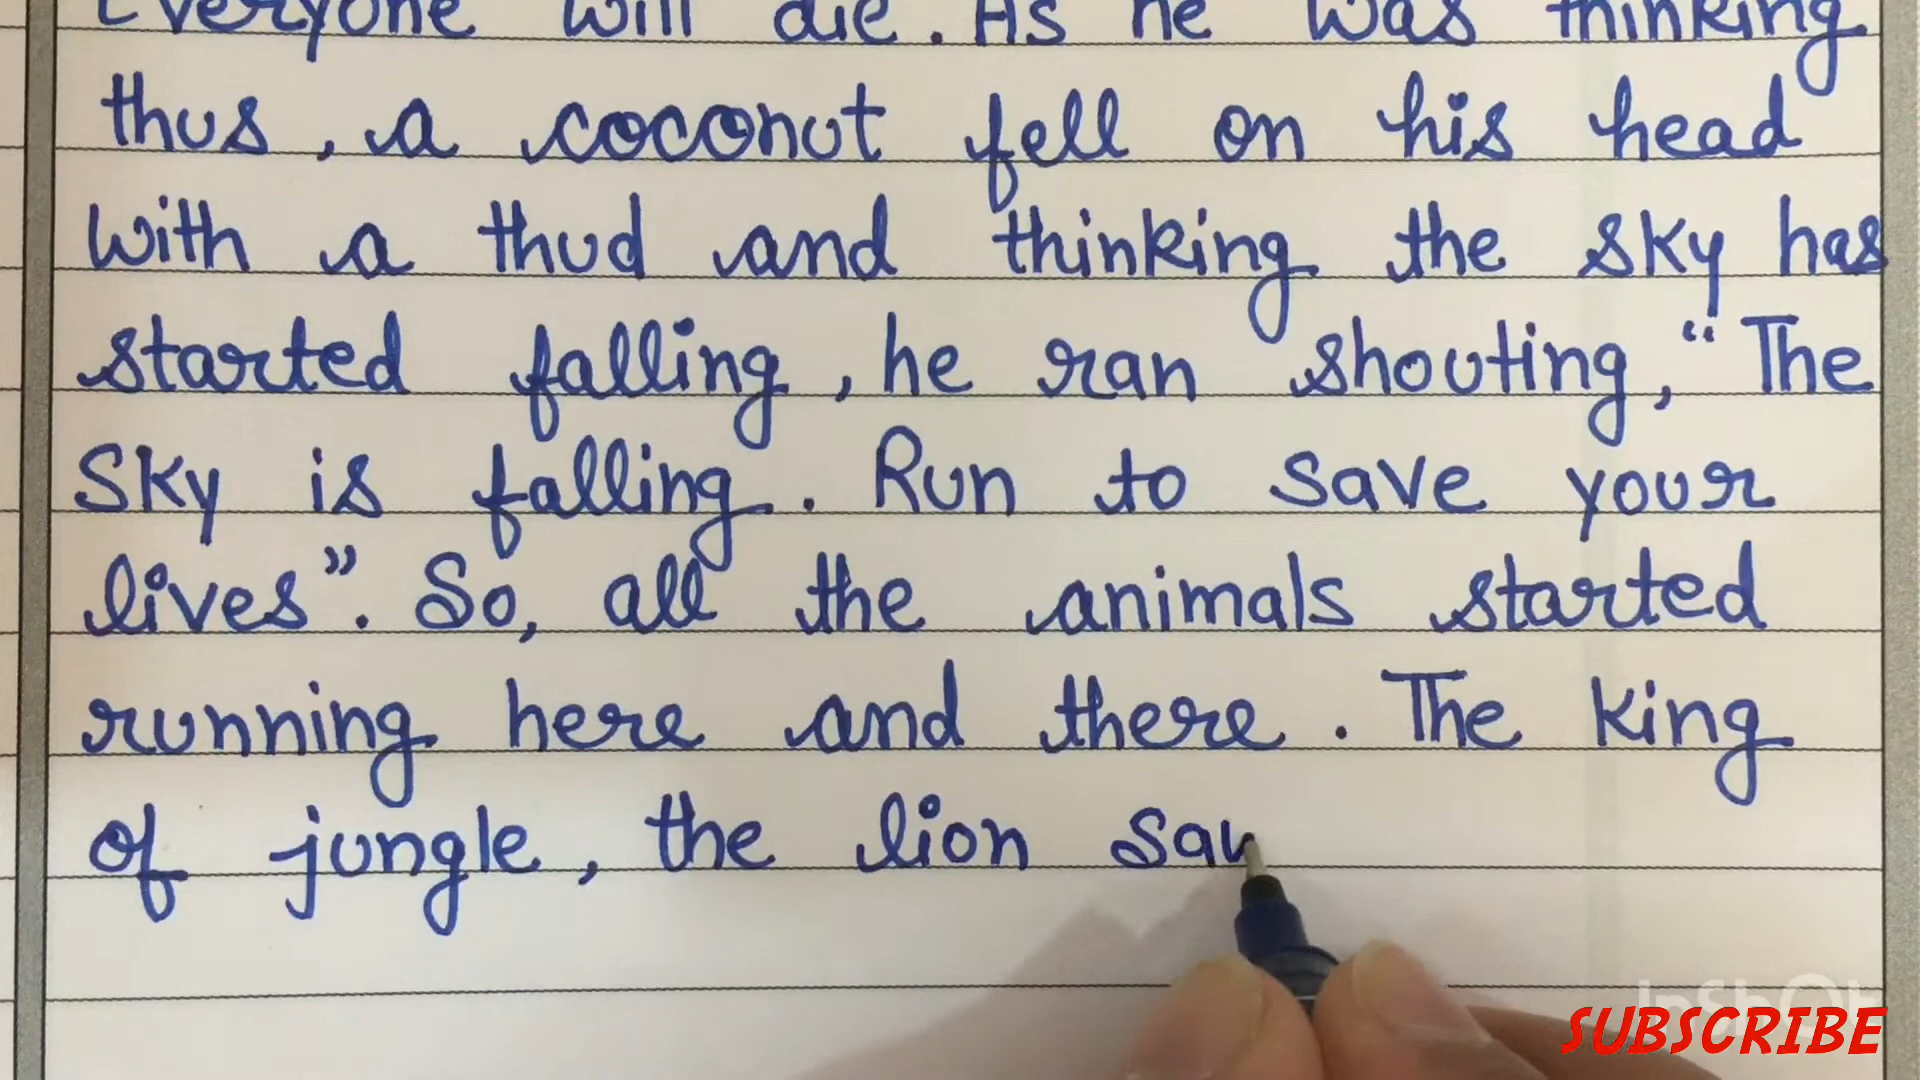 Everyone will die. As he was thinking
thus, a coconut fell on his head
with a thud and thinking the sky has
started falling, he ran shouting, “The
Sky is falling. Run to save your
lives”. So, all the animals started
running here and there. The king
of jungle, the lion saw
InShOt
SUBSCRIBE